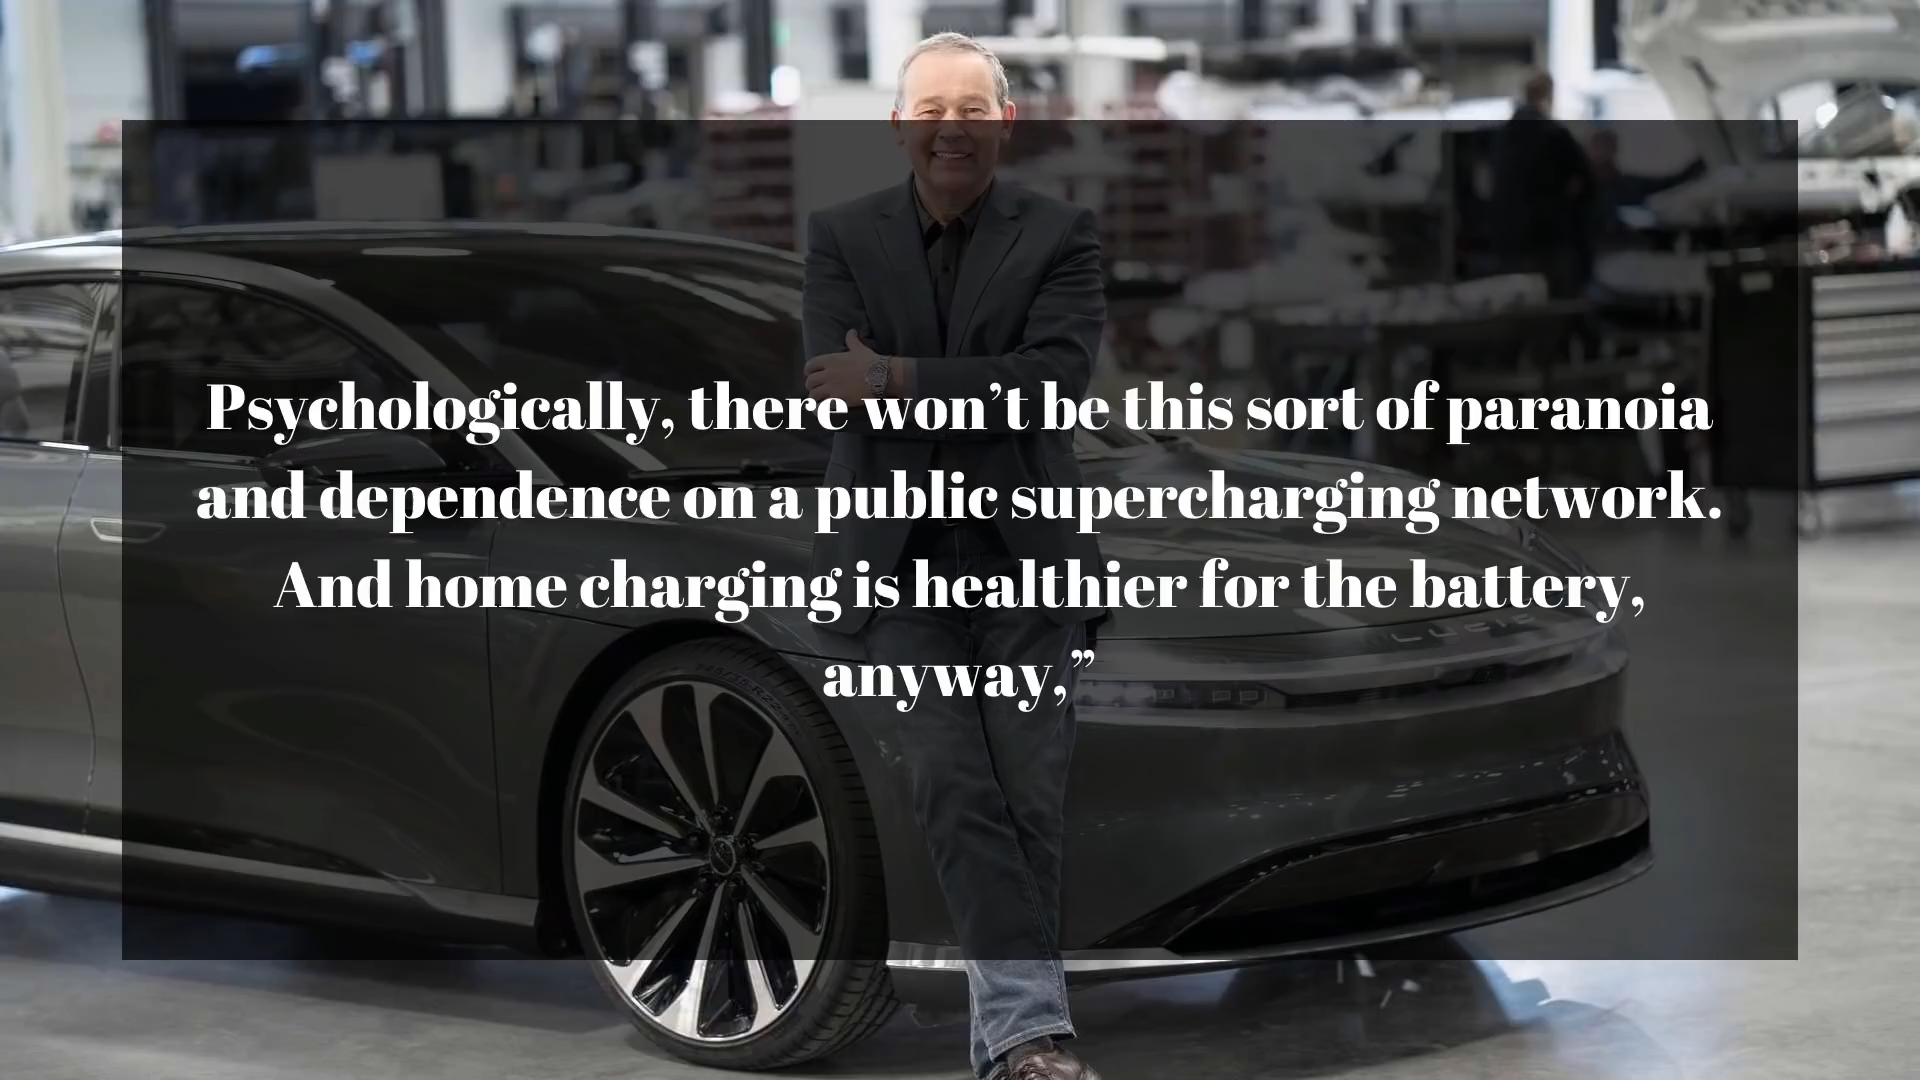 Psychologically, there won’t be this sort of paranoia
and dependence on a public supercharging network.
And home charging is healthier for the battery,
anyway,”
LUCID